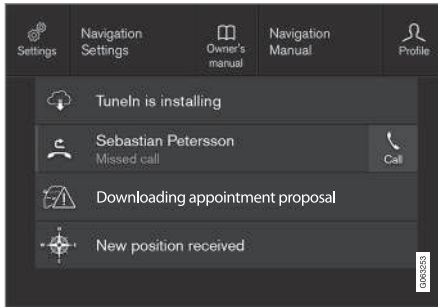 Settings
Navigation
Settings
Owner's
manual
Navigation
Manual
Profile
TuneIn is installing
Sebastian Petersson
Missed call
Call
Downloading appointment proposal
New position received
G063253